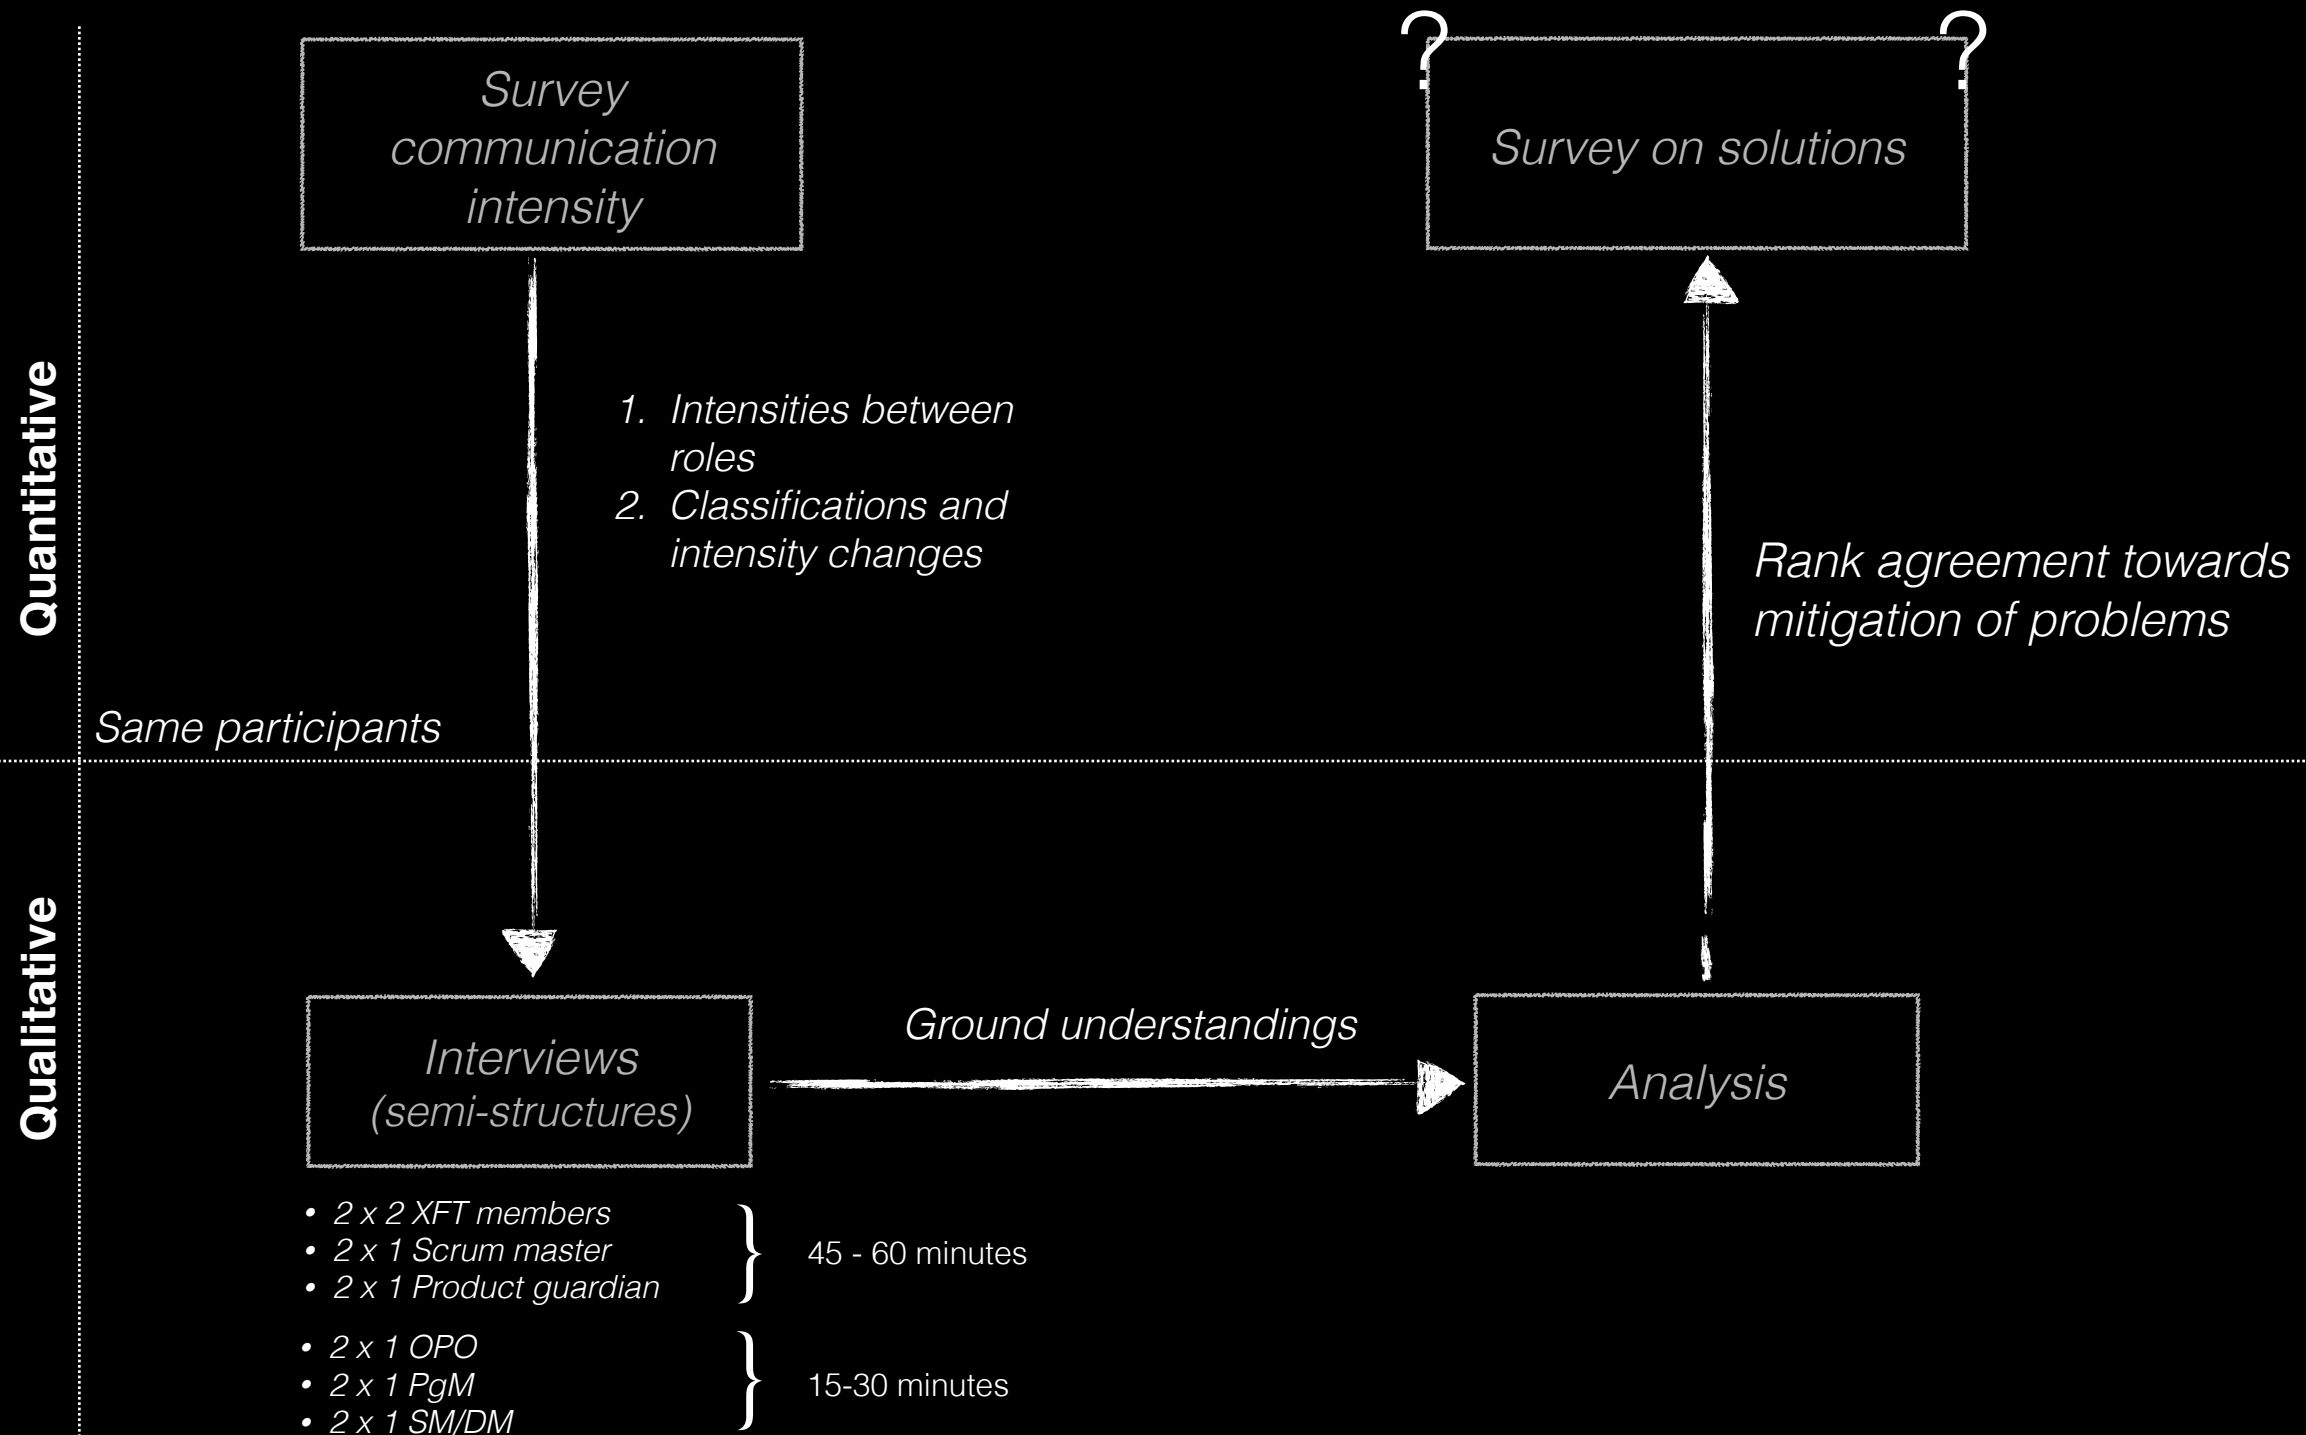 ?
?
Survey
communication
intensity
Survey on solutions
Quantitative
1. Intensities between
roles
2. Classifications and
intensity changes
Rank agreement towards
mitigation of problems
Same participants
Qualitative
Ground understandings
Interviews
(semi-structures)
Analysis
• 2 x 2 XFT members
• 2 x 1 Scrum master
• 2 x 1 Product guardian
45 - 60 minutes
• 2 x 1 OPO
• 2 x 1 PgM
• 2 x 1 SM/DM
15-30 minutes